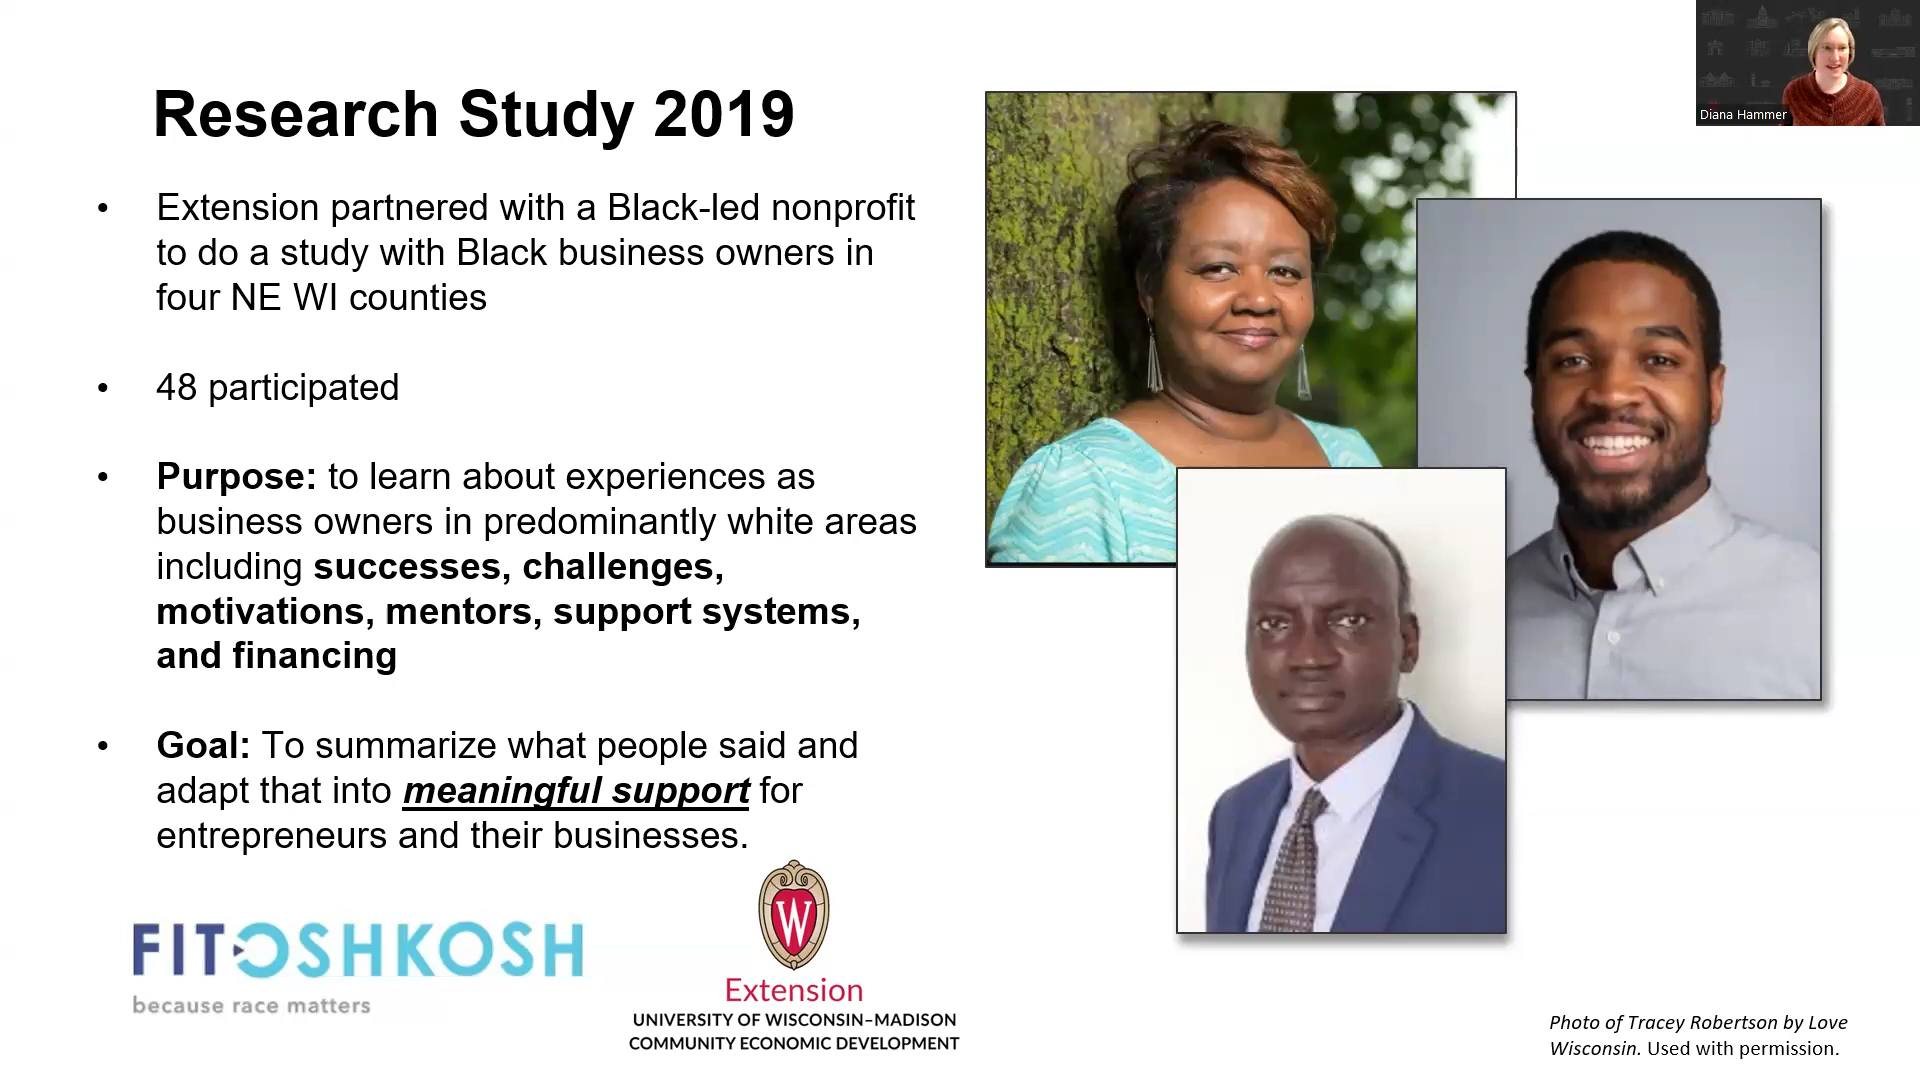 Research Study 2019
• Extension partnered with a Black-led nonprofit
to do a study with Black business owners in
four NE WI counties
• 48 participated
• Purpose: to learn about experiences as
business owners in predominantly white areas
including successes, challenges,
motivations, mentors, support systems,
and financing
• Goal: To summarize what people said and
adapt that into meaningful support for
entrepreneurs and their businesses.
FIT OSHKOSH
because race matters
W
Extension
UNIVERSITY OF WISCONSIN–MADISON
COMMUNITY ECONOMIC DEVELOPMENT
Diana Hammer
Photo of Tracey Robertson by Love
Wisconsin. Used with permission.